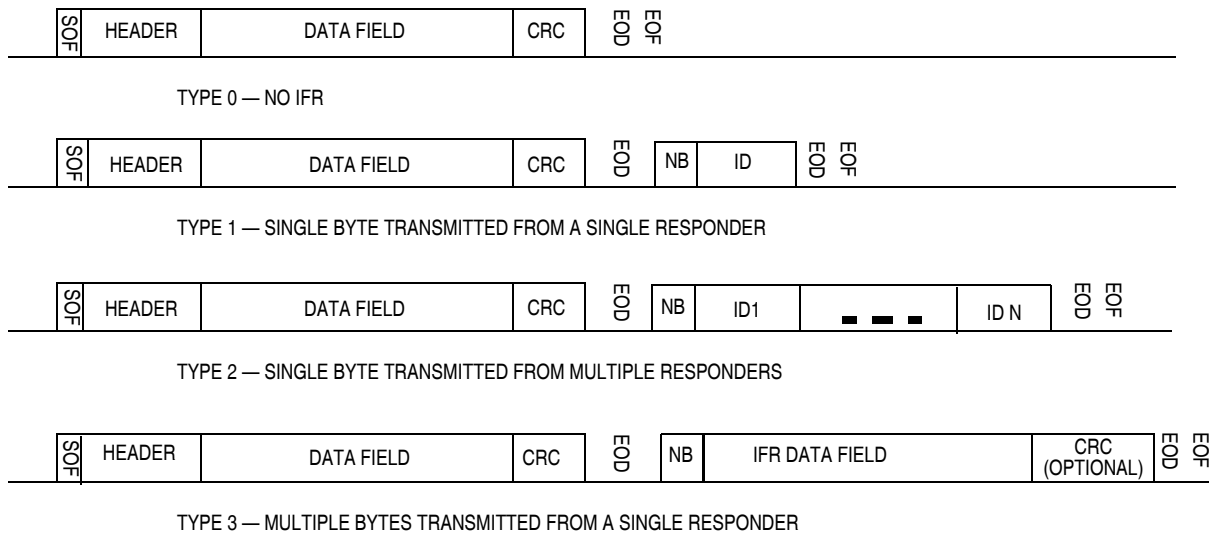 SOF HEADER DATA FIELD CRC EOD EOF
TYPE 0 — NO IFR
SOF HEADER DATA FIELD CRC EOD NB ID EOD EOF
TYPE 1 — SINGLE BYTE TRANSMITTED FROM A SINGLE RESPONDER
SOF HEADER DATA FIELD CRC EOD NB ID1 ID N EOD EOF
TYPE 2 — SINGLE BYTE TRANSMITTED FROM MULTIPLE RESPONDERS
SOF HEADER DATA FIELD CRC EOD NB IFR DATA FIELD CRC (OPTIONAL) EOD EOF
TYPE 3 — MULTIPLE BYTES TRANSMITTED FROM A SINGLE RESPONDER